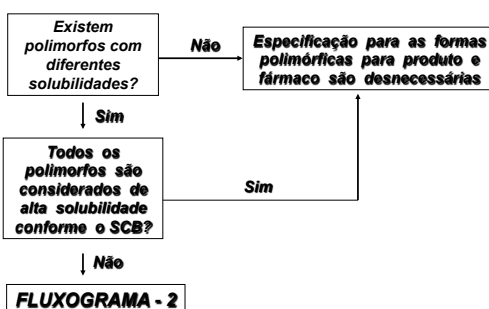 Existem
polimorfos com
diferentes
solubilidades?
Não
Especificação para as formas
polimórficas para produto e
fármaco são desnecessárias
Sim
Todos os
polimorfos são
considerados de
alta solubilidade
conforme o SCB?
Sim
Não
FLUXOGRAMA - 2